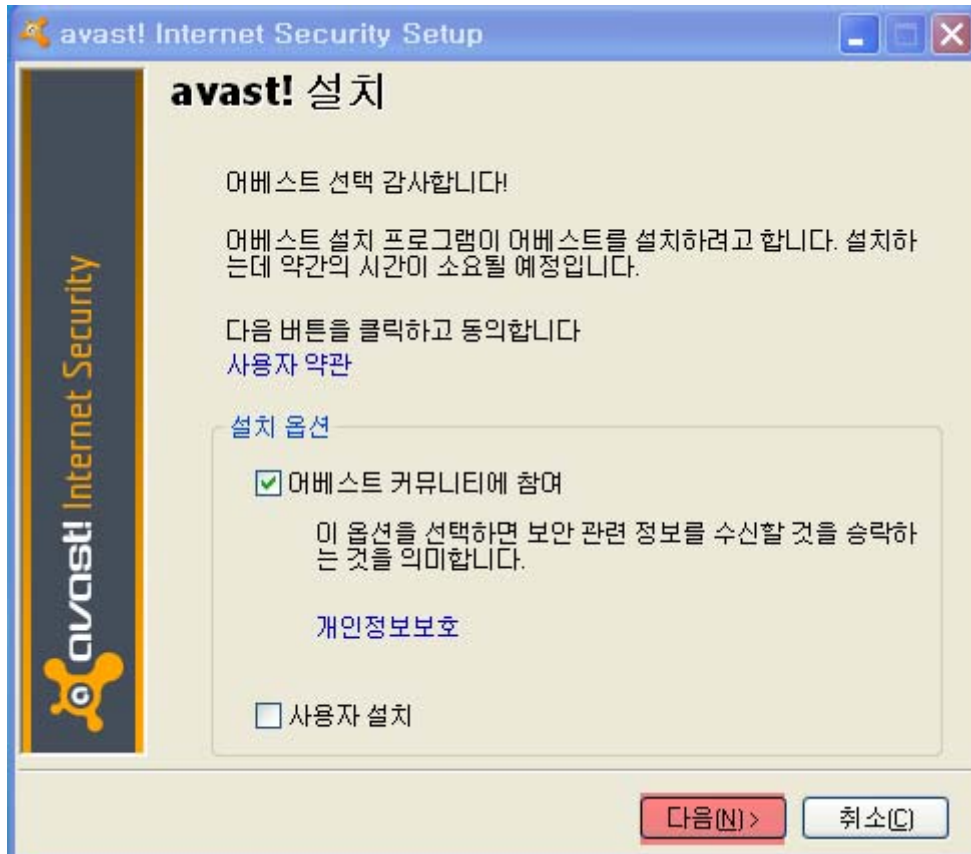 avast! Internet Security Setup
avast! Internet Security
avast! 설치
어베스트 선택 감사합니다!
어베스트 설치 프로그램이 어베스트를 설치하려고 합니다. 설치하
는데 약간의 시간이 소요될 예정입니다.
다음 버튼을 클릭하고 동의합니다
사용자 약관
설치 옵션
어베스트 커뮤니티에 참여
이 옵션을 선택하면 보안 관련 정보를 수신할 것을 승락하
는 것을 의미합니다.
개인정보보호
사용자 설치
다음(N) >
취소(C)